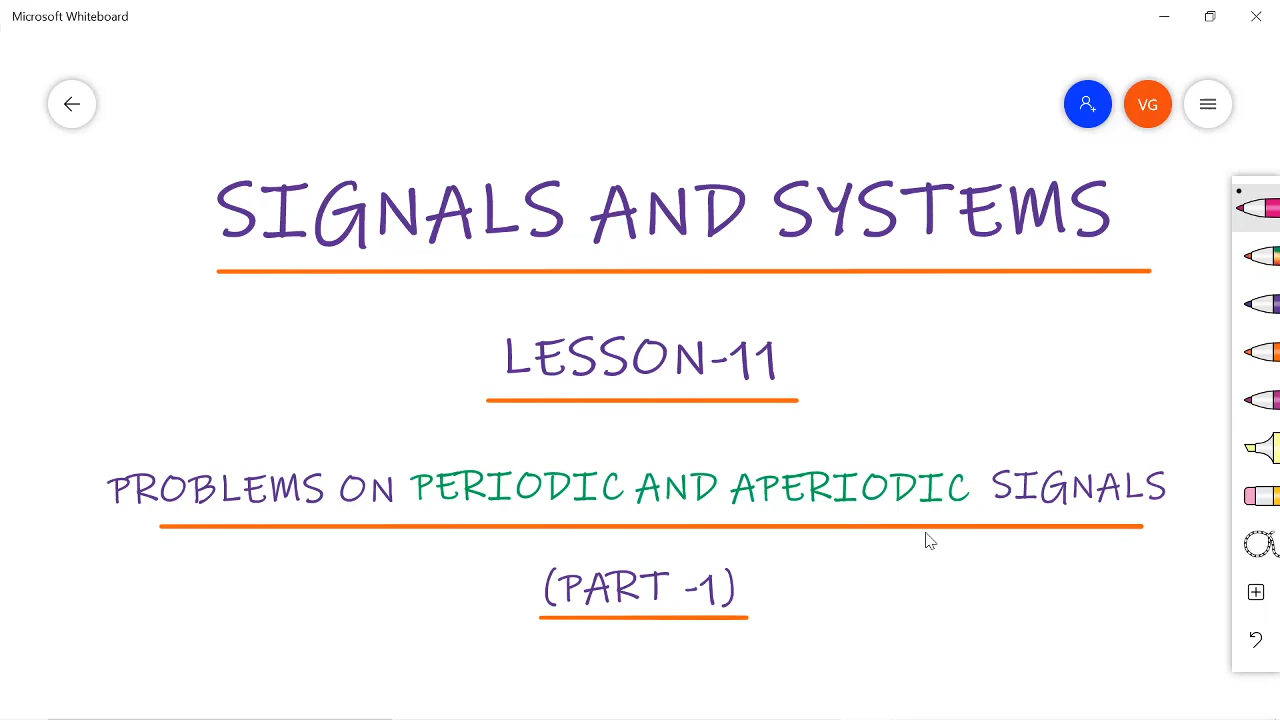 Microsoft Whiteboard
VG
SIGNALS AND SYSTEMS
LESSON-11
PROBLEMS ON PERIODIC AND APERIODIC SIGNALS
(PART -1)